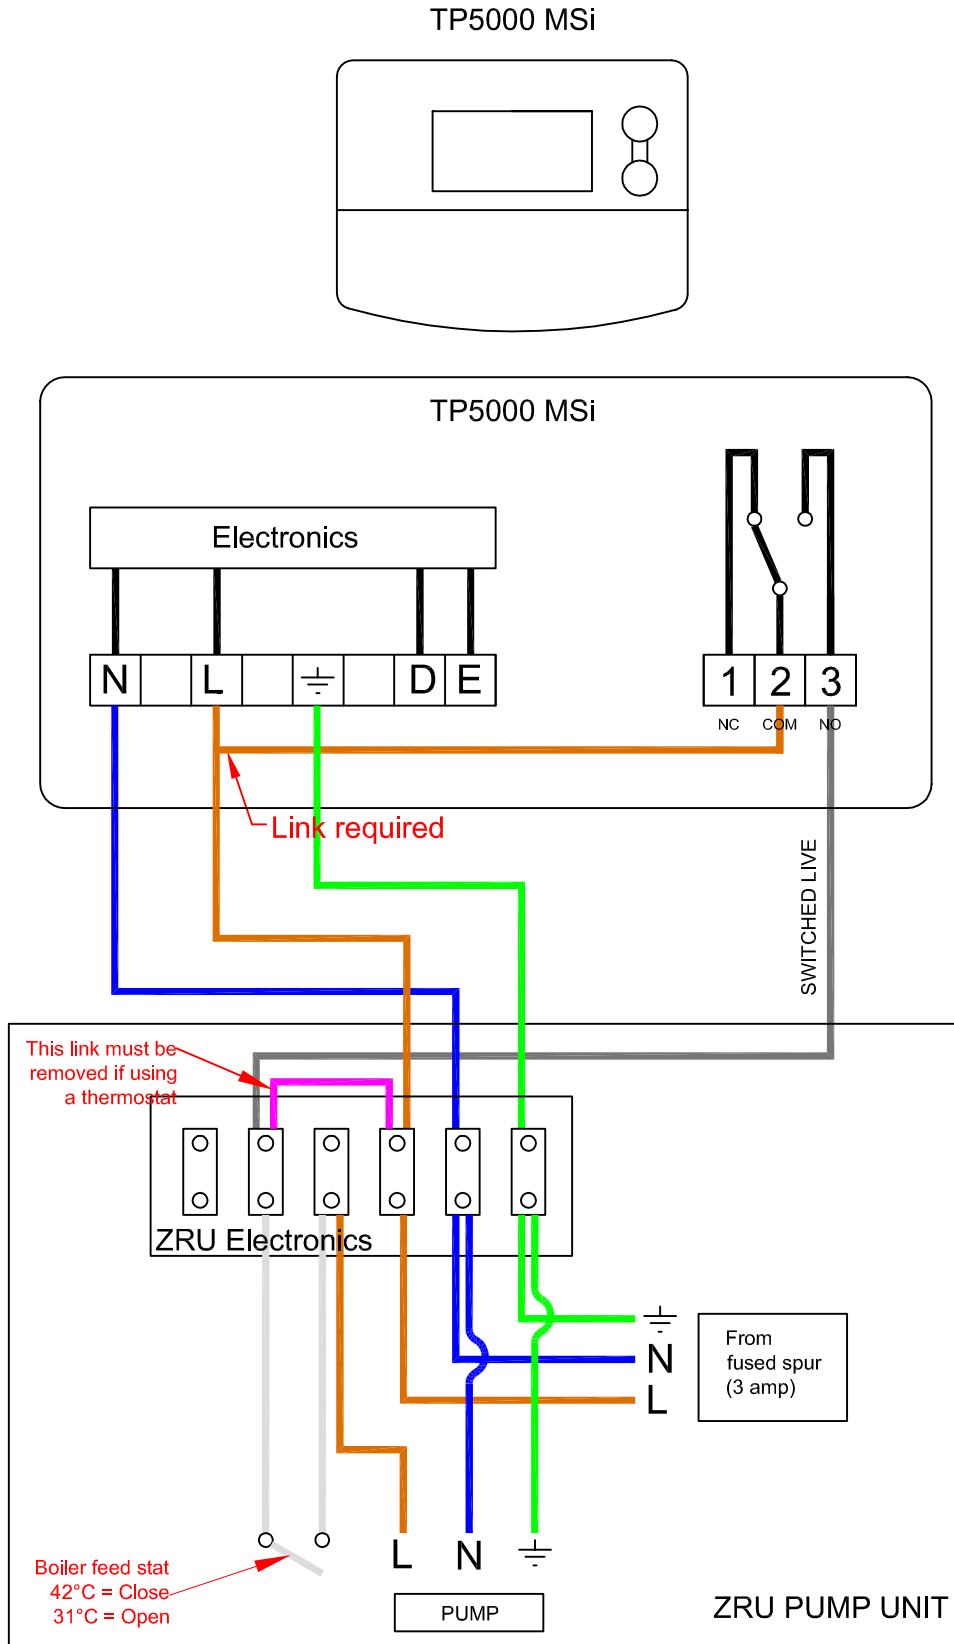 TP5000 MSi
TP5000 MSi
Electronics
N L D E
1 2 3
NC COM NO
Link required
SWITCHED LIVE
This link must be
removed if using
a thermostat
ZRU Electronics
From
fused spur
(3 amp)
N
L
L N
Boiler feed stat
42°C = Close
31°C = Open
PUMP
ZRU PUMP UNIT